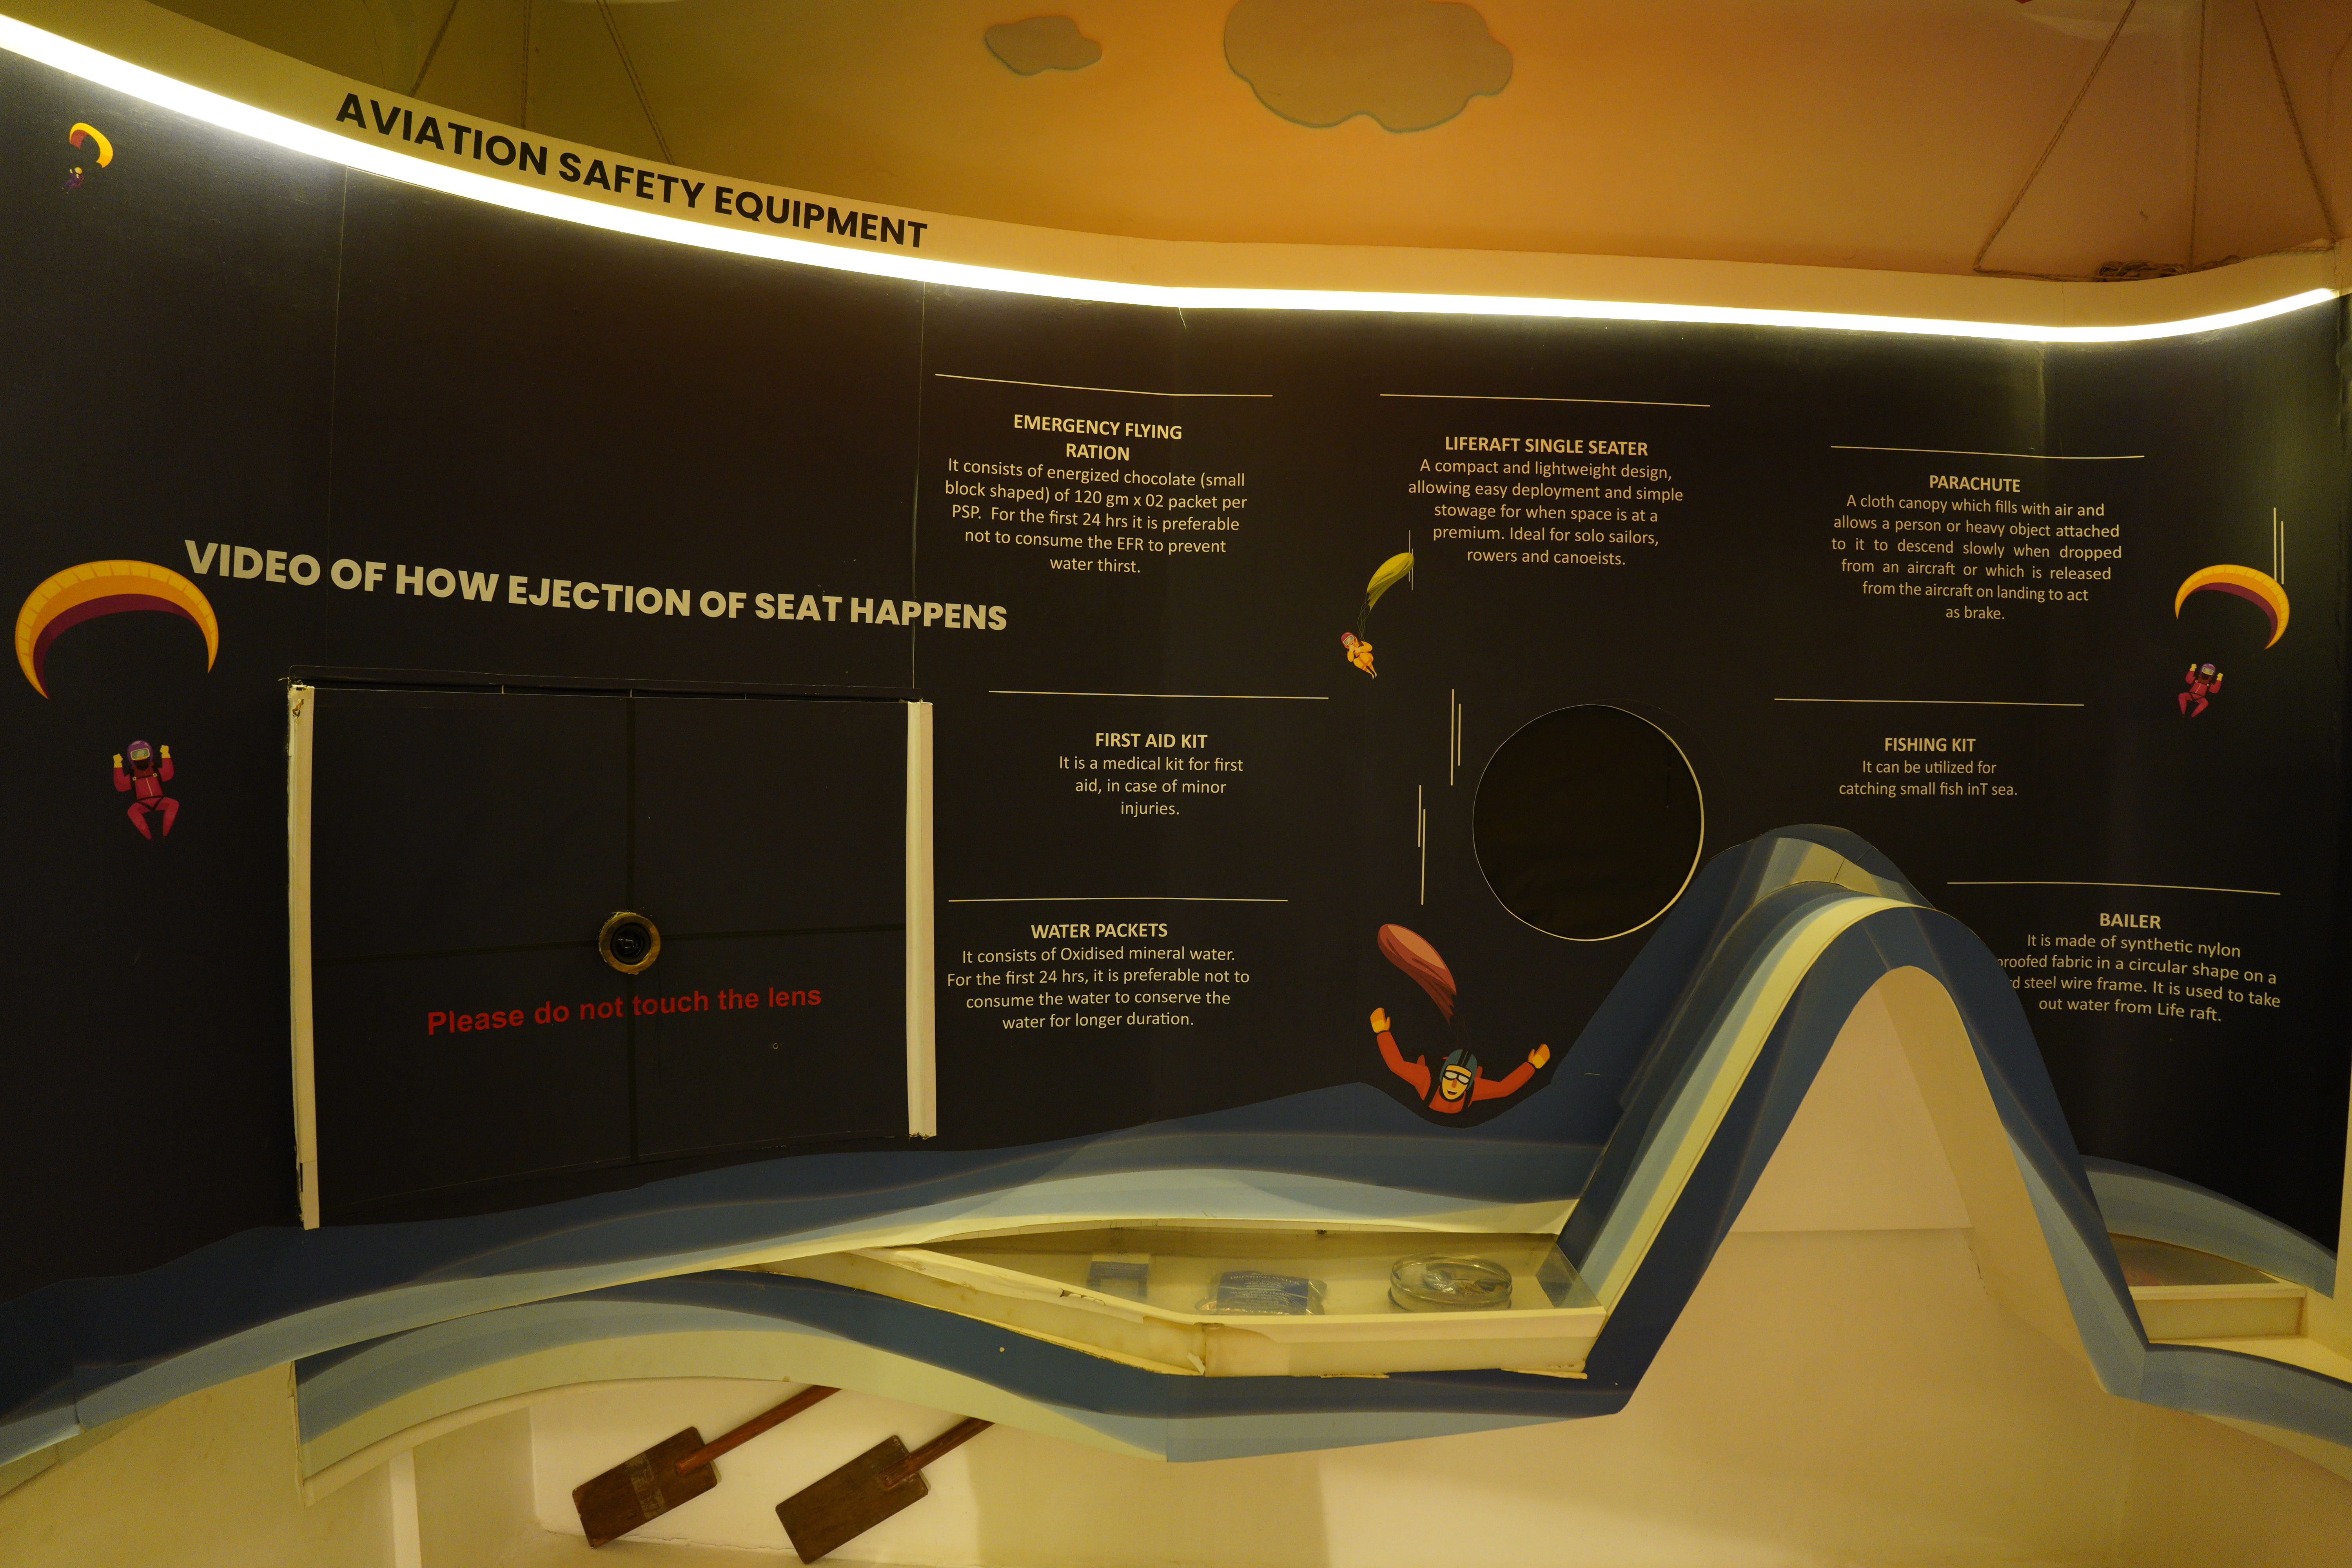 AVIATION SAFETY EQUIPMENT
VIDEO OF HOW EJECTION OF SEAT HAPPENS
Please do not touch the lens
EMERGENCY FLYING
RATION
It consists of energized chocolate (small
block shaped) of 120 gm x 02 packet per
PSP. For the first 24 hrs it is preferable
not to consume the EFR to prevent
water thirst.
LIFERAFT SINGLE SEATER
A compact and lightweight design,
allowing easy deployment and simple
stowage for when space is at a
premium. Ideal for solo sailors,
rowers and canoeists.
PARACHUTE
A cloth canopy which fills with air and
allows a person or heavy object attached
to it to descend slowly when dropped
from an aircraft or which is released
from the aircraft on landing to act
as brake.
FIRST AID KIT
It is a medical kit for first
aid, in case of minor
injuries.
FISHING KIT
It can be utilized for
catching small fish inT sea.
WATER PACKETS
It consists of Oxidised mineral water.
For the first 24 hrs, it is preferable not to
consume the water to conserve the
water for longer duration.
BAILER
It is made of synthetic nylon
proofed fabric in a circular shape on a
steel wire frame. It is used to take
out water from Life raft.